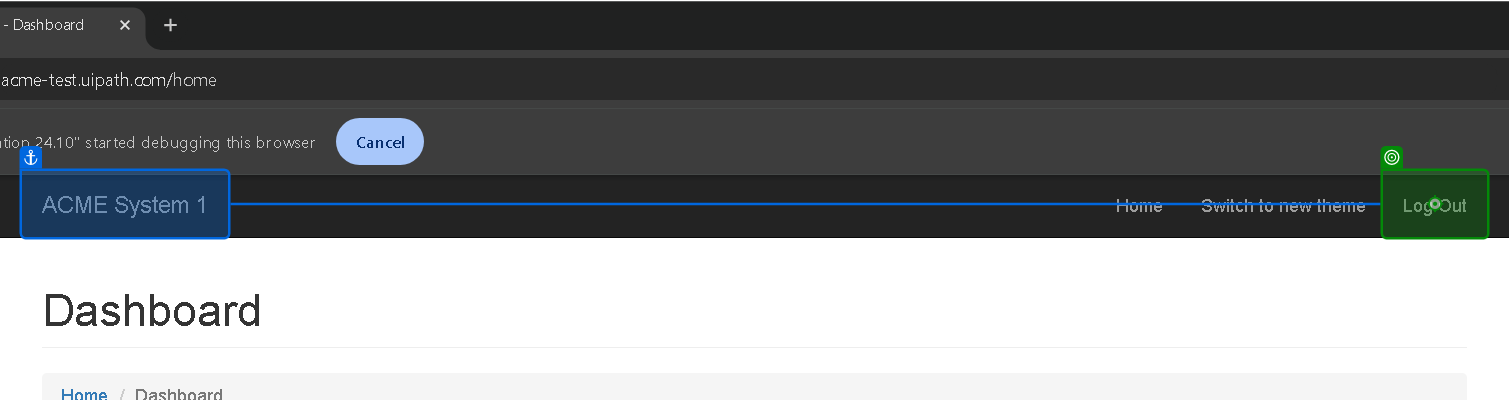 - Dashboard
acme-test.uipath.com/home
ation 24.10" started debugging this browser Cancel
ACME System 1 Home Switch to new theme Log Out
Dashboard
Home / Dashboard